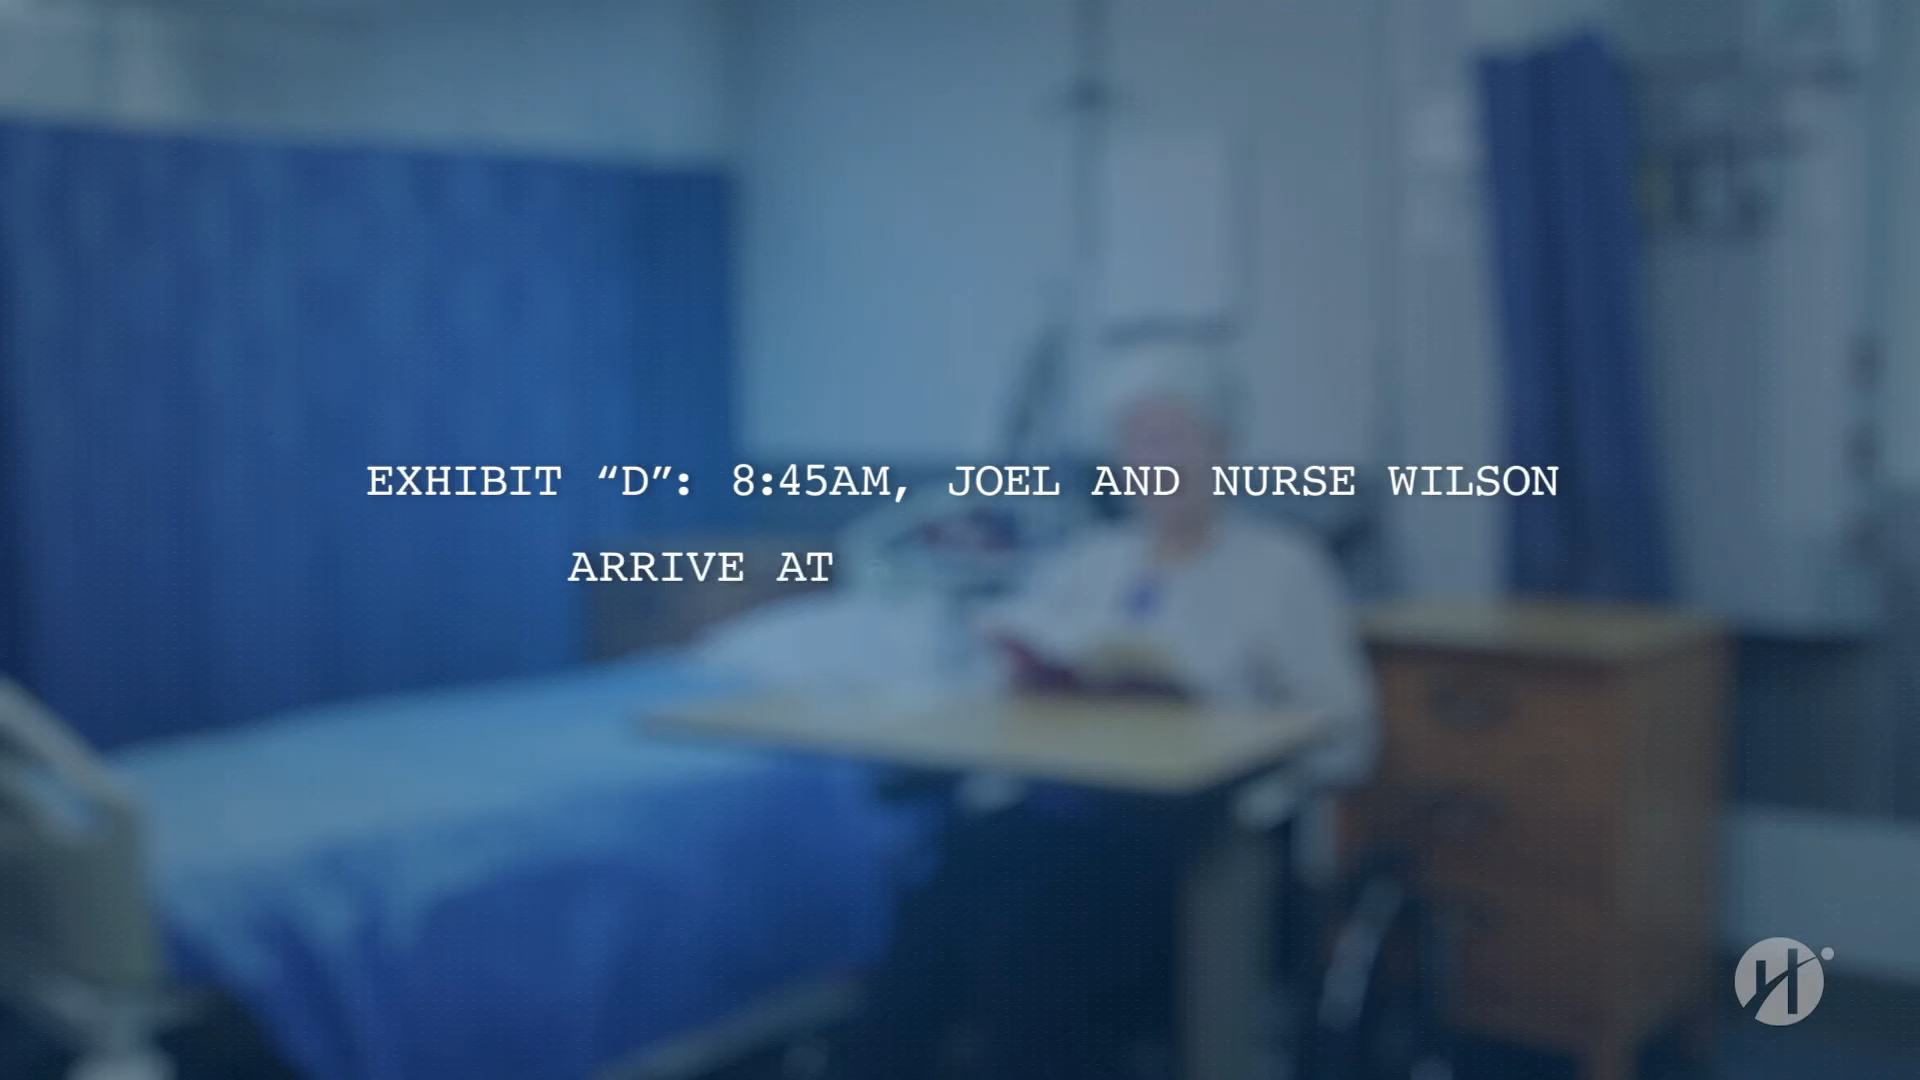 EXHIBIT “D”: 8:45AM, JOEL AND NURSE WILSON
ARRIVE AT